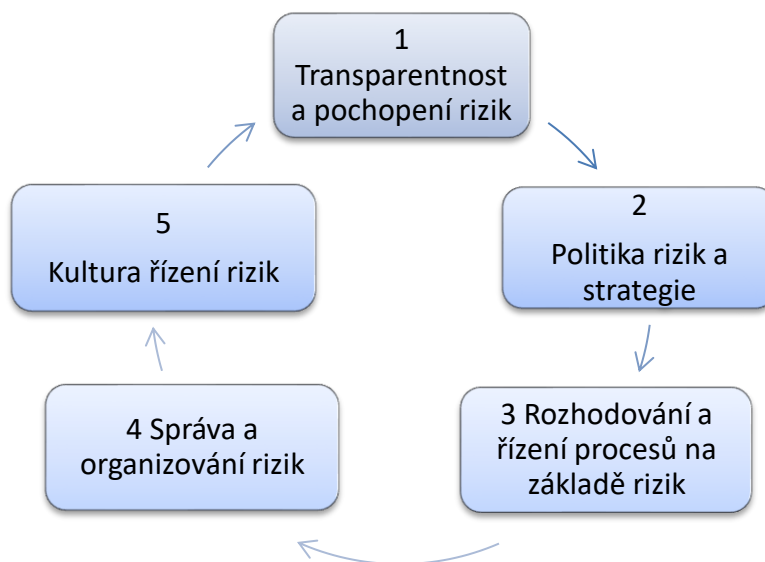 1
Transparentnost
a pochopení rizik
2
Politika rizik a
strategie
3 Rozhodování a
řízení procesů na
základě rizik
4 Správa a
organizování rizik
5
Kultura řízení rizik